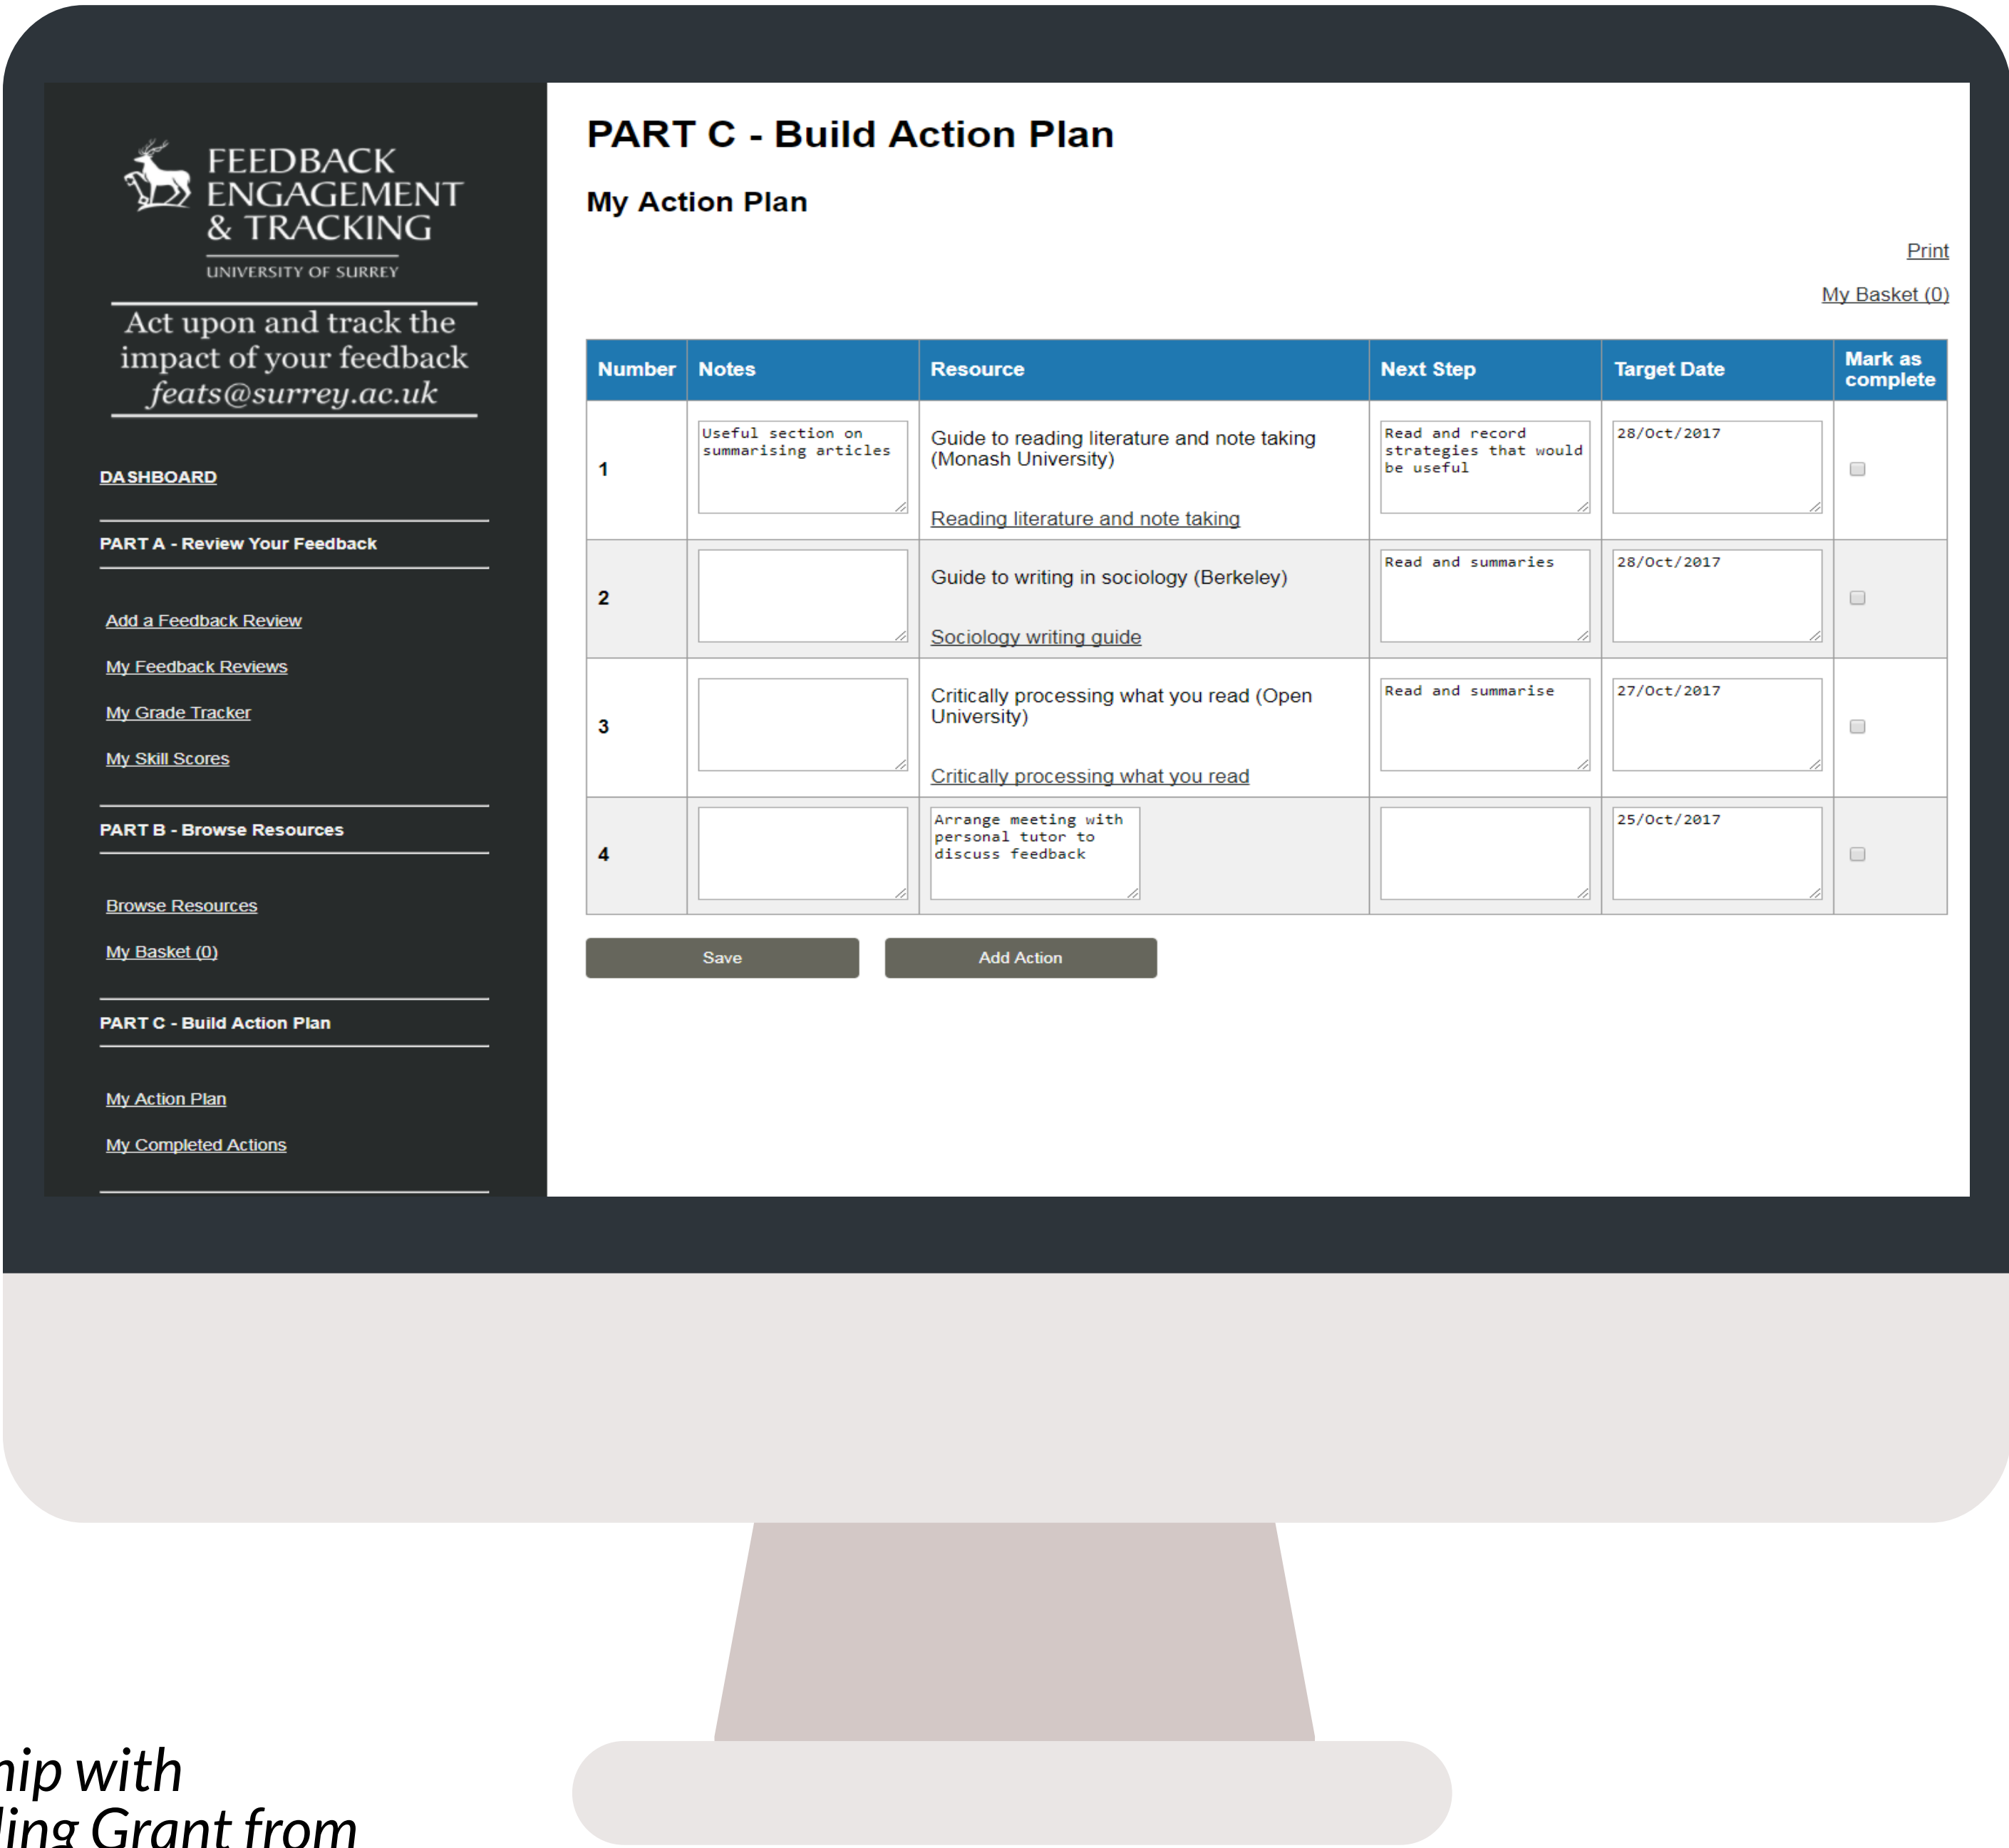 FEEDBACK
ENGAGEMENT
& TRACKING
UNIVERSITY OF SURREY
Act upon and track the
impact of your feedback
feats@surrey.ac.uk
DASHBOARD
PART A - Review Your Feedback
Add a Feedback Review
My Feedback Reviews
My Grade Tracker
My Skill Scores
PART B - Browse Resources
Browse Resources
My Basket (0)
PART C - Build Action Plan
My Action Plan
My Completed Actions
PART C - Build Action Plan
My Action Plan
Print
My Basket (0)
Number Notes Resource Next Step Target Date Mark as
complete
1
Useful section on
summarising articles
Guide to reading literature and note taking
(Monash University)
Reading literature and note taking
Read and record
strategies that would
be useful
28/Oct/2017
2
Guide to writing in sociology (Berkeley)
Sociology writing guide
Read and summaries
28/Oct/2017
3
Critically processing what you read (Open
University)
Critically processing what you read
Read and summarise
27/Oct/2017
4
Arrange meeting with
personal tutor to
discuss feedback
25/Oct/2017
Save Add Action
with
Grant from